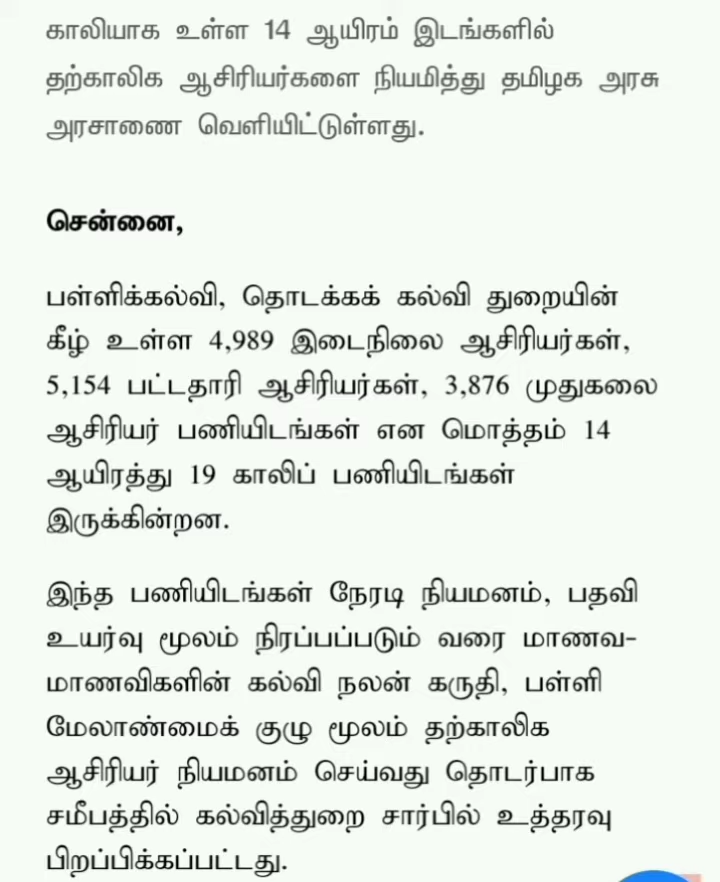 காலியாக உள்ள 14 ஆயிரம் இடங்களில்
தற்காலிக ஆசிரியர்களை நியமித்து தமிழக அரசு
அரசாணை வெளியிட்டுள்ளது.
சென்னை,
பள்ளிக்கல்வி, தொடக்கக் கல்வி துறையின்
கீழ் உள்ள 4,989 இடைநிலை ஆசிரியர்கள்,
5,154 பட்டதாரி ஆசிரியர்கள், 3,876 முதுகலை
ஆசிரியர் பணியிடங்கள் என மொத்தம் 14
ஆயிரத்து 19 காலிப் பணியிடங்கள்
இருக்கின்றன.
இந்த பணியிடங்கள் நேரடி நியமனம், பதவி
உயர்வு மூலம் நிரப்பப்படும் வரை மாணவ-
மாணவிகளின் கல்வி நலன் கருதி, பள்ளி
மேலாண்மைக் குழு மூலம் தற்காலிக
ஆசிரியர் நியமனம் செய்வது தொடர்பாக
சமீபத்தில் கல்வித்துறை சார்பில் உத்தரவு
பிறப்பிக்கப்பட்டது.